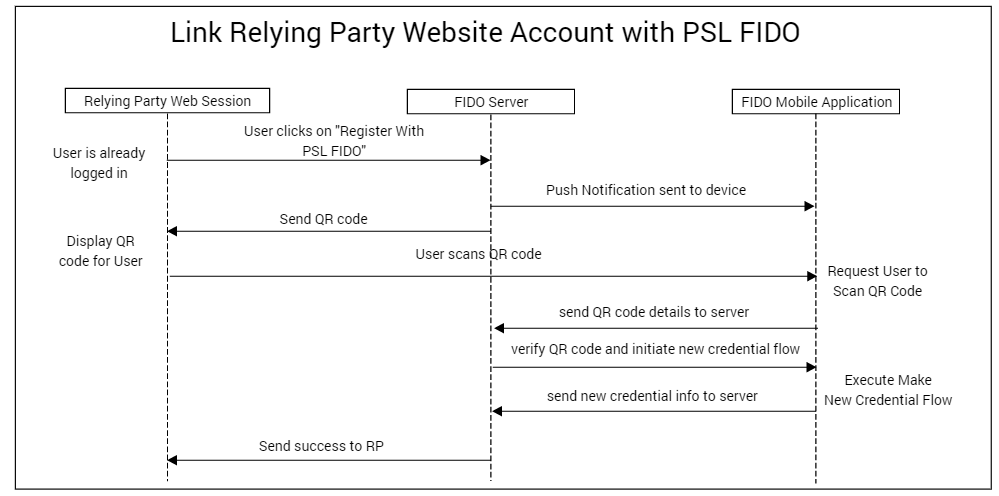 Link Relying Party Website Account with PSL FIDO
Relying Party Web Session
FIDO Server
FIDO Mobile Application
User clicks on "Register With
PSL FIDO"
User is already
logged in
Push Notification sent to device
Send QR code
Display QR
code for User
User scans QR code
Request User to
Scan QR Code
send QR code details to server
verify QR code and initiate new credential flow
Execute Make
New Credential Flow
send new credential info to server
Send success to RP